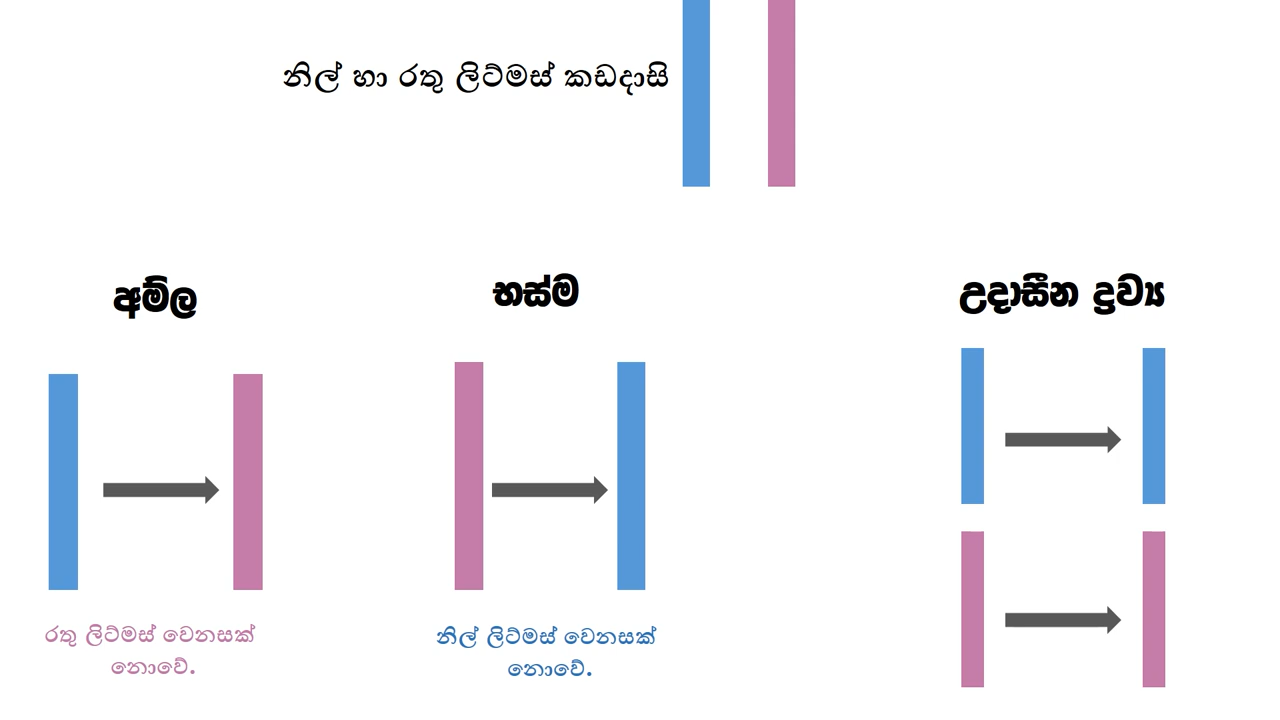 නිල් හා රතු ලිට්මස් කඩදාසි
අම්ල
භස්ම
උදාසීන ද්‍රව්‍ය
රතු ලිට්මස් වෙනසක්
නොවේ.
නිල් ලිට්මස් වෙනසක්
නොවේ.